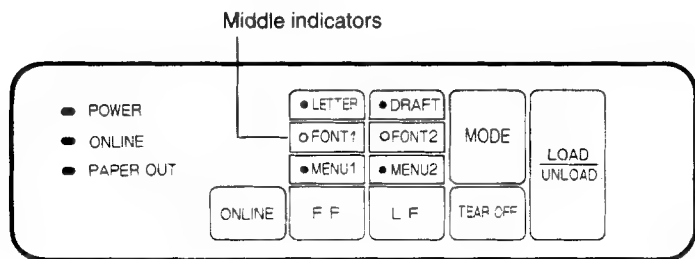 Middle indicators
POWER
ONLINE
PAPER OUT
LETTER
DRAFT
FONT1
FONT2
MENU1
MENU2
MODE
LOAD
UNLOAD
ONLINE
F F
L F
TEAR OFF